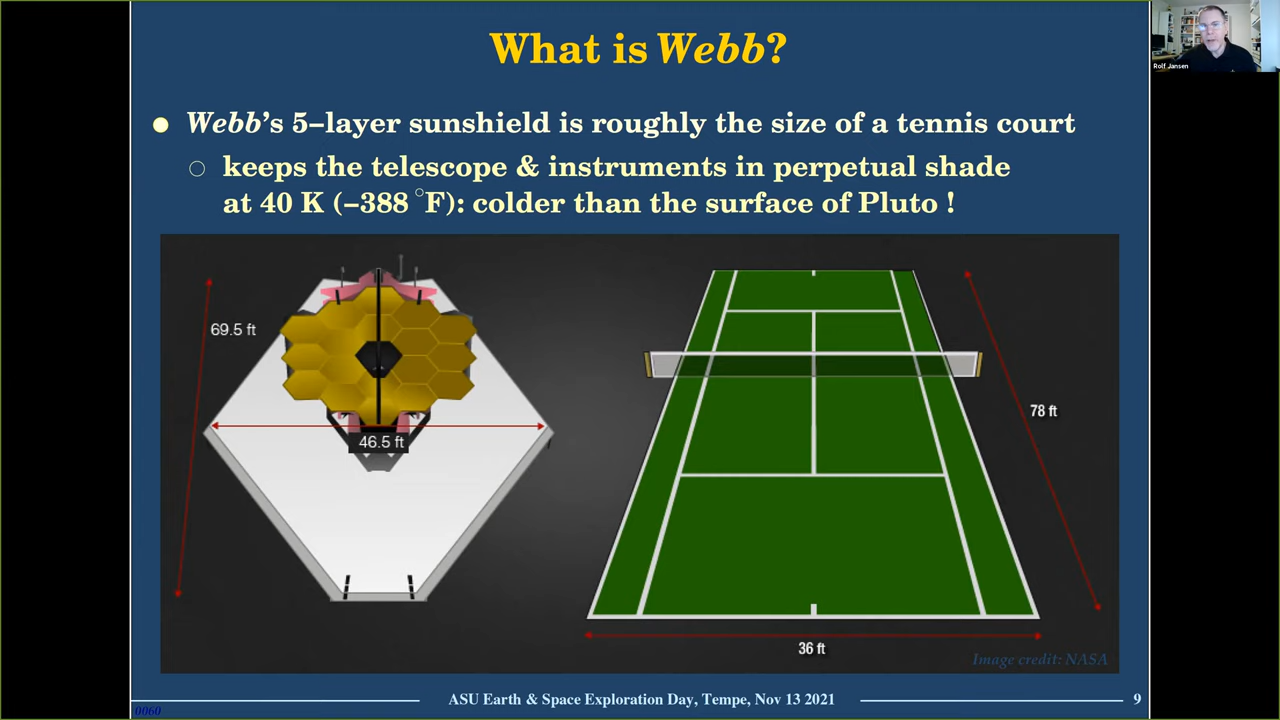 What is Webb?
Rolf Jansen
Webb's 5–layer sunshield is roughly the size of a tennis court
keeps the telescope & instruments in perpetual shade
at 40 K (–388 °F): colder than the surface of Pluto !
69.5 ft
46.5 ft
78 ft
36 ft
Image credit: NASA
ASU Earth & Space Exploration Day, Tempe, Nov 13 2021
9
0060